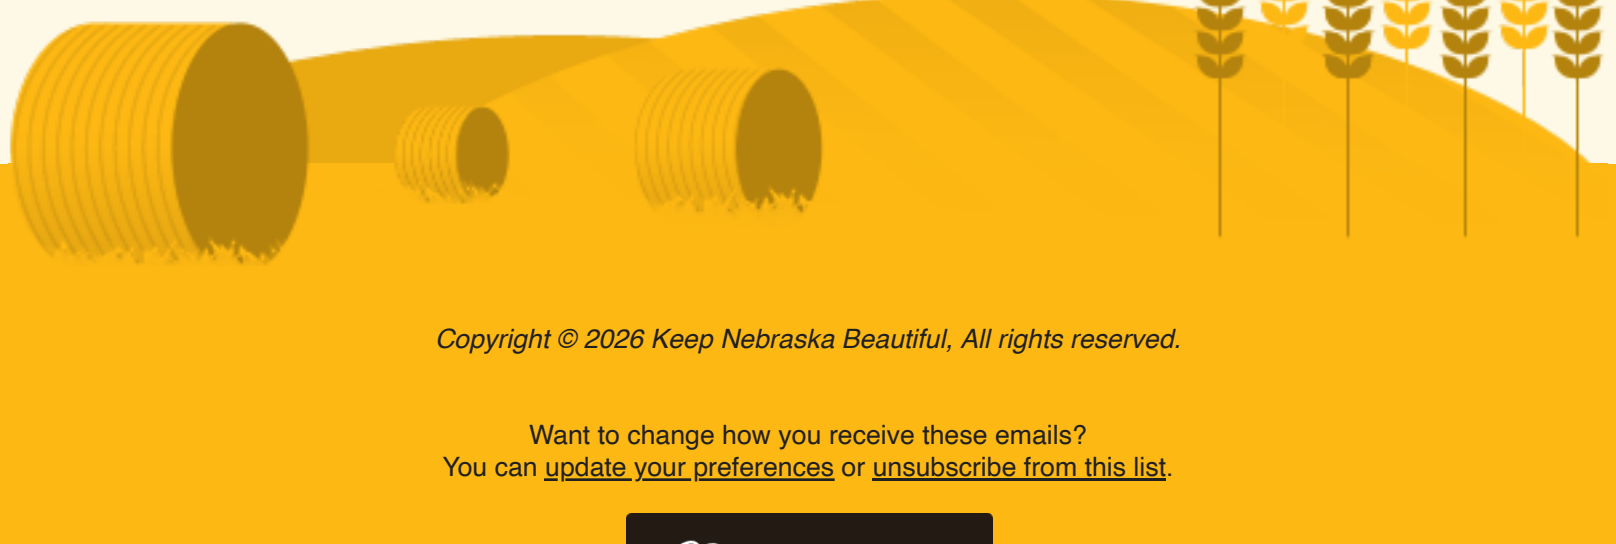 Copyright © 2026 Keep Nebraska Beautiful, All rights reserved.
Want to change how you receive these emails?
You can update your preferences or unsubscribe from this list.